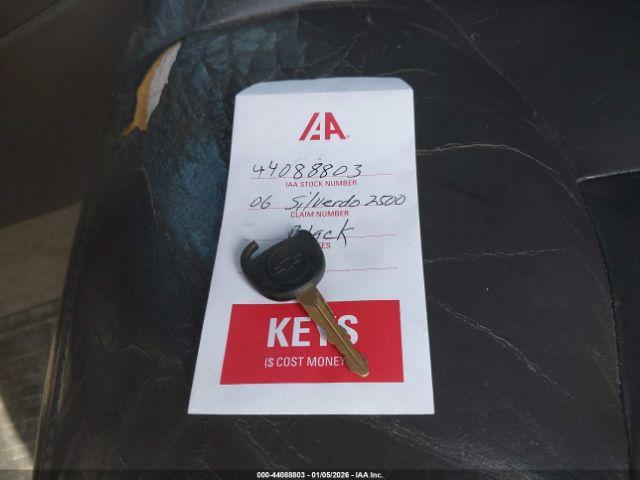 IAA
44088803
IAA STOCK NUMBER
06 Silverdo 2500
CLAIM NUMBER
Black
KEYS
($ COST MONEY
000-44088803 - 01/05/2026 - IAA Inc.